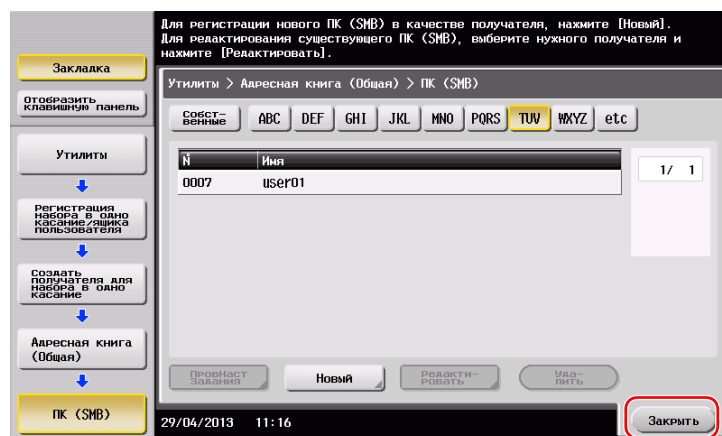 Для регистрации нового ПК (SMB) в качестве получателя, нажмите [Новый].
Для редактирования существующего ПК (SMB), выберите нужного получателя и
нажмите [Редактировать].
Закладка
Отобразить
клавишную панель
Утилиты
Регистрация
набора в одно
касание/ящика
пользователя
Создать
получателя для
набора в одно
касание
Адресная книга
(Общая)
ПК (SMB)
Утилиты > Адресная книга (Общая) > ПК (SMB)
Собст-
венные
ABC DEF GHI JKL MNO PQRS TUV WXYZ etc
№ Имя
0007 user01
1/ 1
ПровНаст
Задания
Новый
Редакти-
ровать
Уда-
лить
29/04/2013 11:16
Закрыть